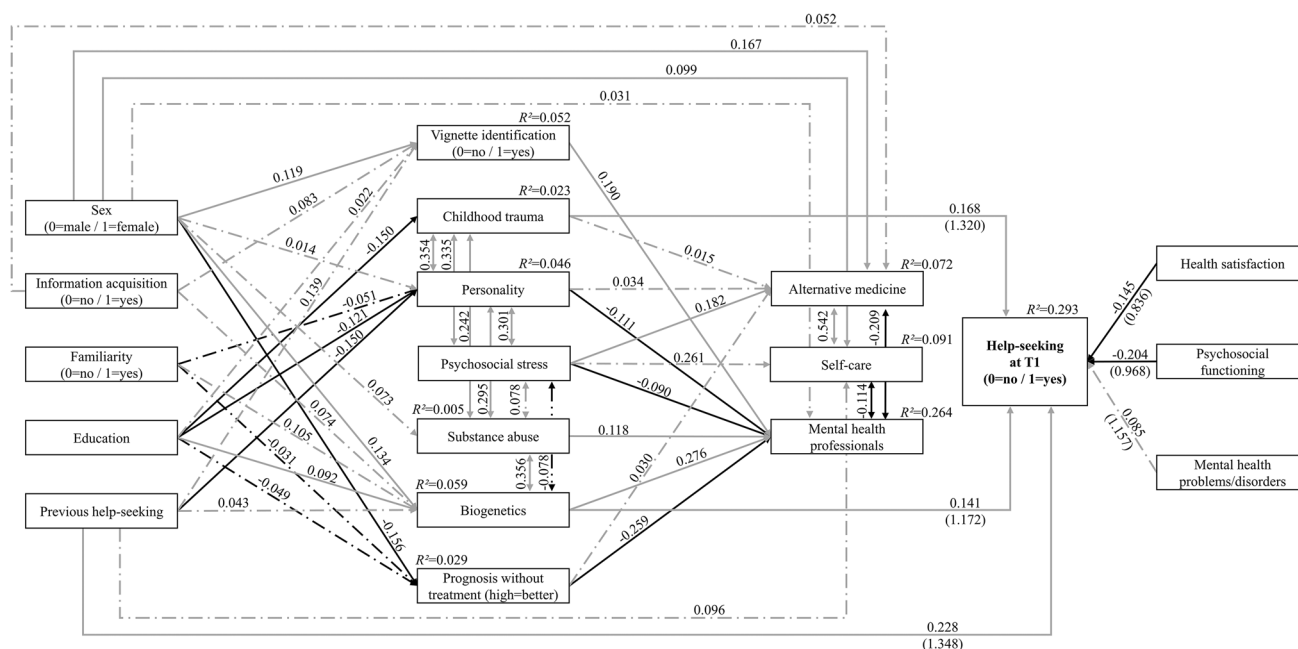 0.052
0.167
0.099
0.031
R²=0.052
Vignette identification
(0=no / 1=yes)
0.119
0.083
0.022
0.190
R²=0.023
Sex
(0=male / 1=female)
Childhood trauma
0.168
(1.320)
-0.150
0.014
0.354
0.335
0.015
R²=0.046
R²=0.072
Information acquisition
(0=no / 1=yes)
0.139
-0.051
Personality
0.034
Alternative medicine
Health satisfaction
-0.145
(0.836)
R²=0.293
-0.121
-0.150
0.242
0.301
0.182
-0.111
0.542
-0.209
R²=0.091
Familiarity
(0=no / 1=yes)
Psychosocial stress
0.261
Self-care
Help-seeking
at T1
(0=no / 1=yes)
-0.204
(0.968)
Psychosocial
functioning
0.073
0.295
0.078
-0.090
-0.114
R²=0.005
R²=0.264
Education
0.074
0.105
Substance abuse
0.118
Mental health
professionals
0.085
(1.157)
-0.031
0.134
0.092
-0.049
0.356
-0.078
0.276
0.030
Mental health
problems/disorders
R²=0.059
Previous help-seeking
0.043
Biogenetics
0.141
(1.172)
-0.156
-0.259
R²=0.029
Prognosis without
treatment (high=better)
0.096
0.228
(1.348)